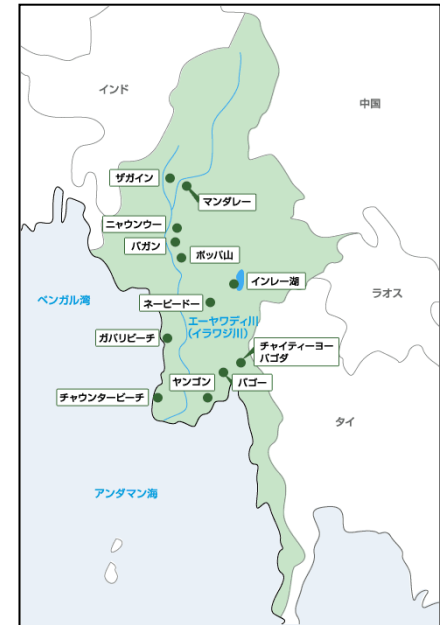 インド
中国
ザガイン
マンダレー
ニャウンウー
バガン
ポッパ山
インレー湖
ベンガル湾
ラオス
ネーピードー
エーヤワディ川
(イラワジ川)
ガパリビーチ
チャイティーヨー
パゴダ
ヤンゴン
バゴー
チャウンタービーチ
タイ
アンダマン海